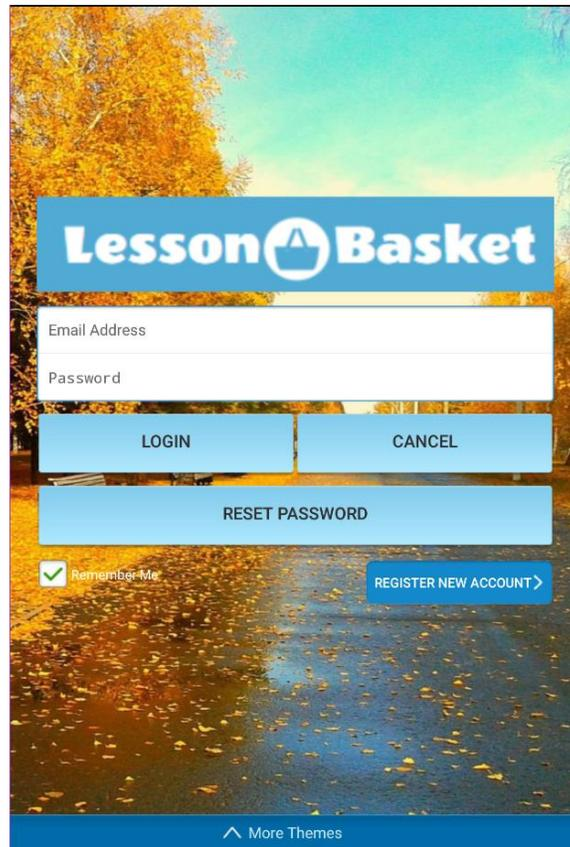 Lesson Basket
Email Address
Password
LOGIN CANCEL
RESET PASSWORD
Remember Me
REGISTER NEW ACCOUNT
More Themes